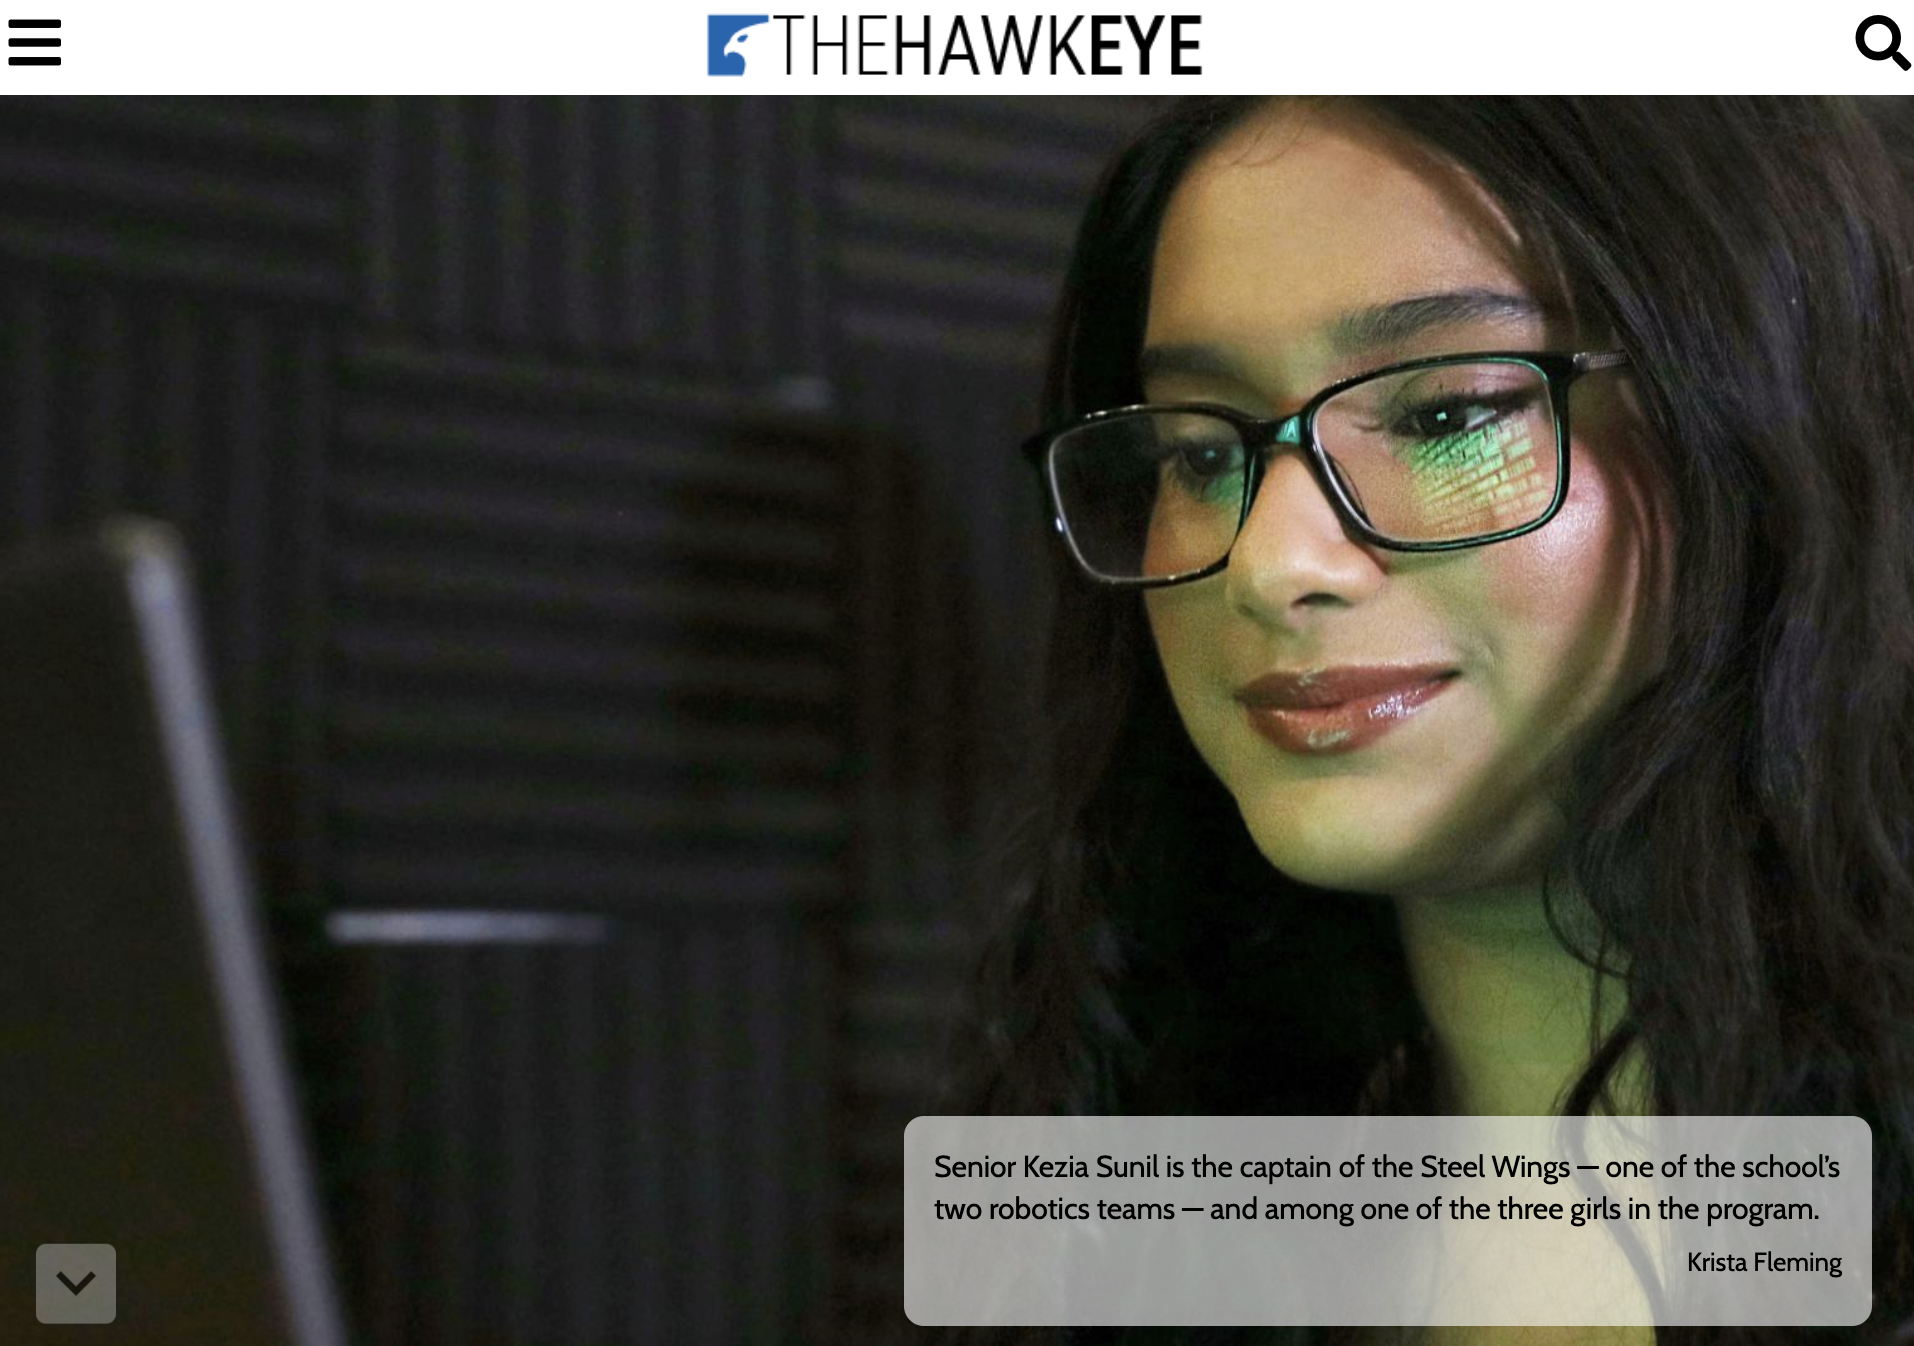 THEHAWKEYE
Senior Kezia Sunil is the captain of the Steel Wings — one of the school’s
two robotics teams — and among one of the three girls in the program.
Krista Fleming